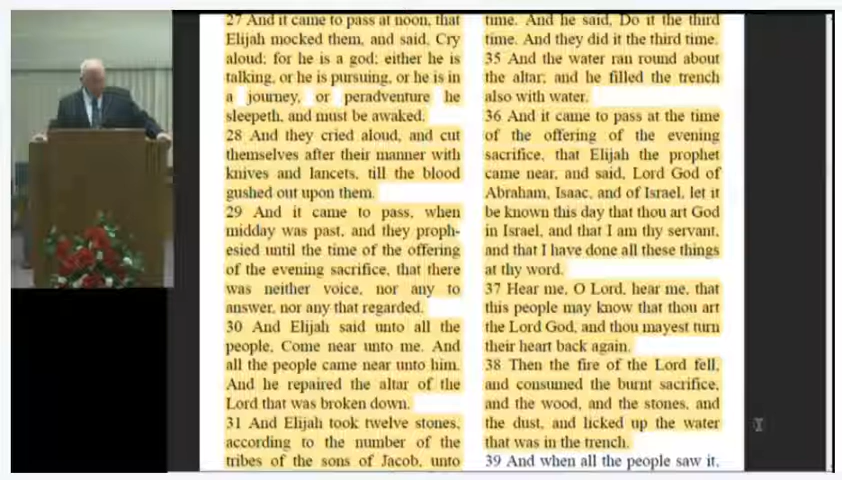 27 And it came to pass at noon, that
Elijah mocked them, and said, Cry
aloud: for he is a god; either he is
talking, or he is pursuing, or he is in
a journey, or peradventure he
sleepeth, and must be awaked.
28 And they cried aloud, and cut
themselves after their manner with
knives and lancets, till the blood
gushed out upon them.
29 And it came to pass, when
midday was past, and they proph-
esied until the time of the offering
of the evening sacrifice, that there
was neither voice, nor any to
answer, nor any that regarded.
30 And Elijah said unto all the
people, Come near unto me. And
all the people came near unto him.
And he repaired the altar of the
Lord that was broken down.
31 And Elijah took twelve stones,
according to the number of the
tribes of the sons of Jacob, unto
time. And he said, Do it the third
time. And they did it the third time.
35 And the water ran round about
the altar; and he filled the trench
also with water.
36 And it came to pass at the time
of the offering of the evening
sacrifice, that Elijah the prophet
came near, and said, Lord God of
Abraham, Isaac, and of Israel, let it
be known this day that thou art God
in Israel, and that I am thy servant,
and that I have done all these things
at thy word.
37 Hear me, O Lord, hear me, that
this people may know that thou art
the Lord God, and thou mayest turn
their heart back again.
38 Then the fire of the Lord fell,
and consumed the burnt sacrifice,
and the wood, and the stones, and
the dust, and licked up the water
that was in the trench.
39 And when all the people saw it,